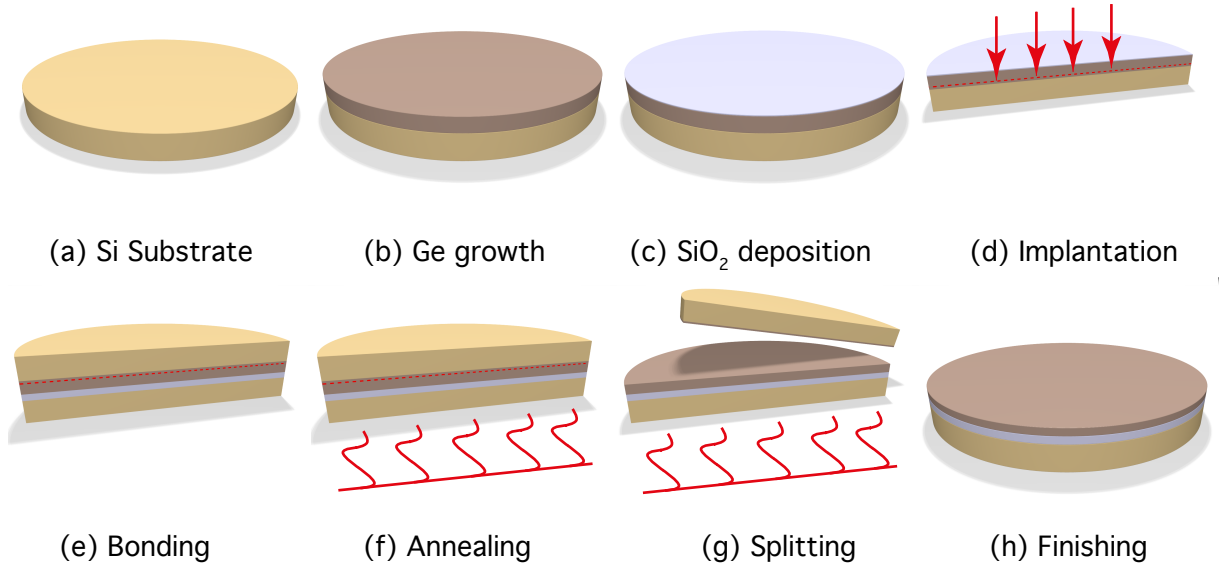 (a) Si Substrate
(b) Ge growth
(c) SiO₂ deposition
(d) Implantation
(e) Bonding
(f) Annealing
(g) Splitting
(h) Finishing